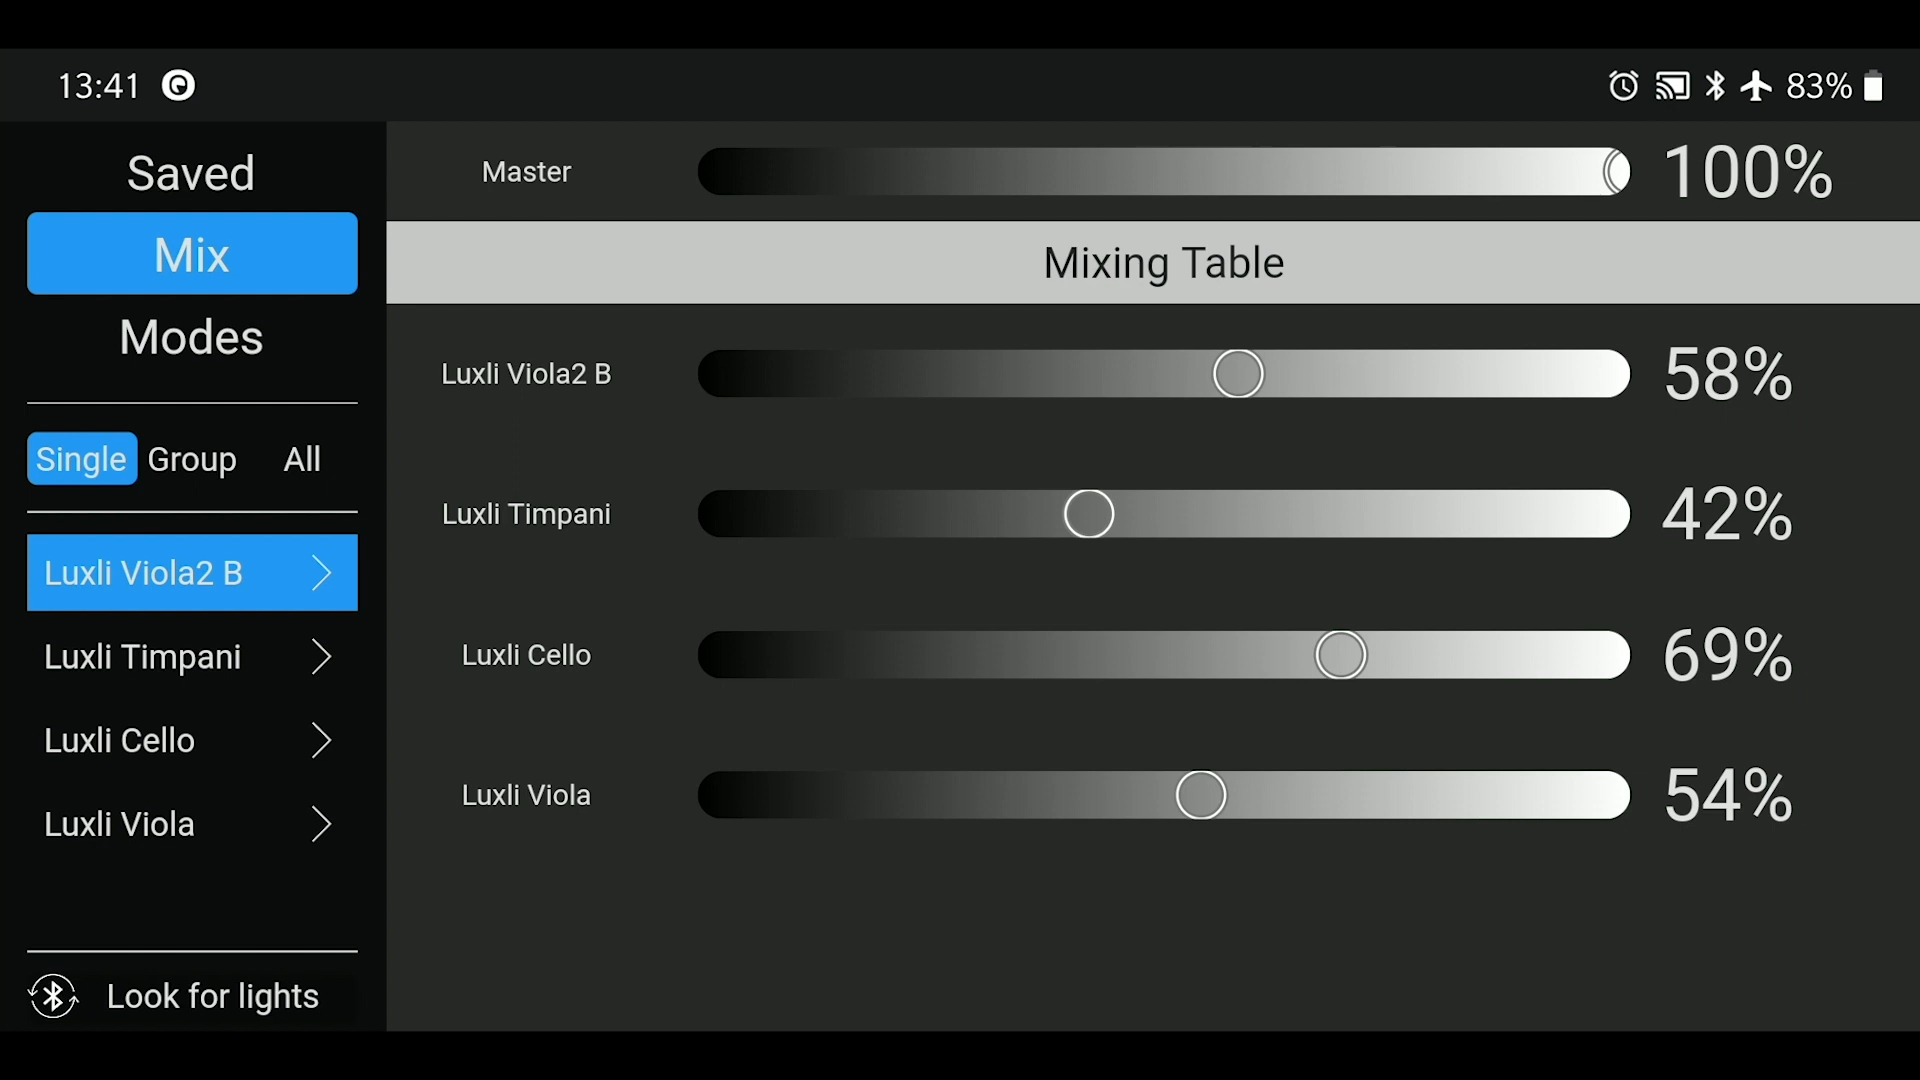 13:41
83%
Saved
Mix
Modes
Single Group All
Luxli Viola2 B
Luxli Timpani
Luxli Cello
Luxli Viola
Look for lights
Master 100%
Mixing Table
Luxli Viola2 B 58%
Luxli Timpani 42%
Luxli Cello 69%
Luxli Viola 54%